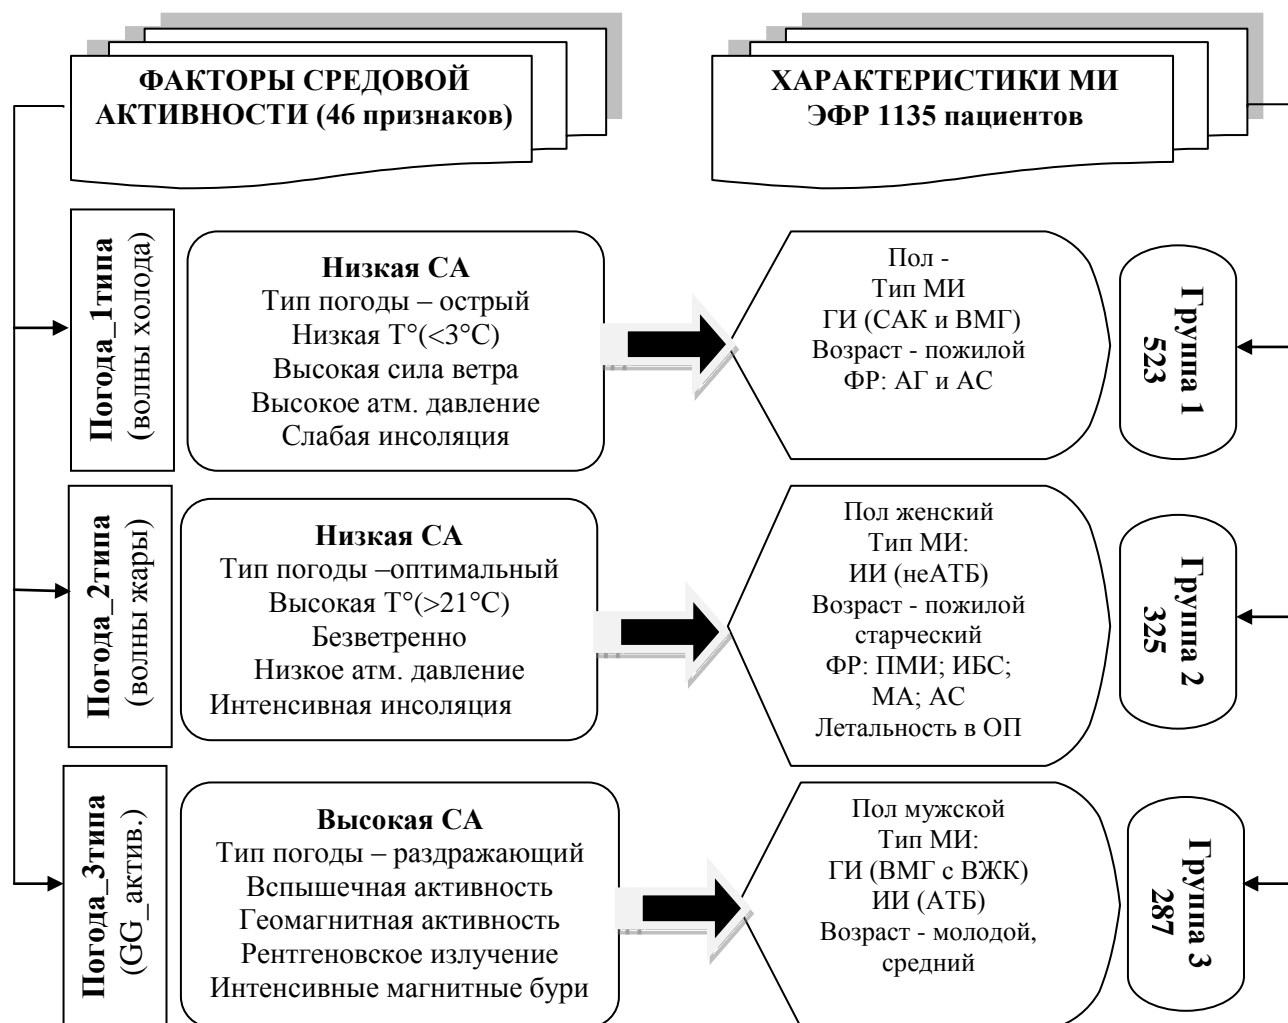 ФАКТОРЫ СРЕДОВОЙ
АКТИВНОСТИ (46 признаков)
ХАРАКТЕРИСТИКИ МИ
ЭФР 1135 пациентов
Погода_1типа
(волны холода)
Низкая СА
Тип погоды – острый
Низкая Т°(<3°С)
Высокая сила ветра
Высокое атм. давление
Слабая инсоляция
Пол -
Тип МИ
ГИ (САК и ВМГ)
Возраст - пожилой
ФР: АГ и АС
Группа 1
523
Погода_2типа
(волны жары)
Низкая СА
Тип погоды –оптимальный
Высокая Т°(>21°С)
Безветренно
Низкое атм. давление
Интенсивная инсоляция
Пол женский
Тип МИ:
ИИ (неАТБ)
Возраст - пожилой
старческий
ФР: ПМИ; ИБС;
МА; АС
Летальность в ОП
Группа 2
325
Погода_3типа
(GG_актив.)
Высокая СА
Тип погоды – раздражающий
Вспышечная активность
Геомагнитная активность
Рентгеновское излучение
Интенсивные магнитные бури
Пол мужской
Тип МИ:
ГИ (ВМГ с ВЖК)
ИИ (АТБ)
Возраст - молодой,
средний
Группа 3
287